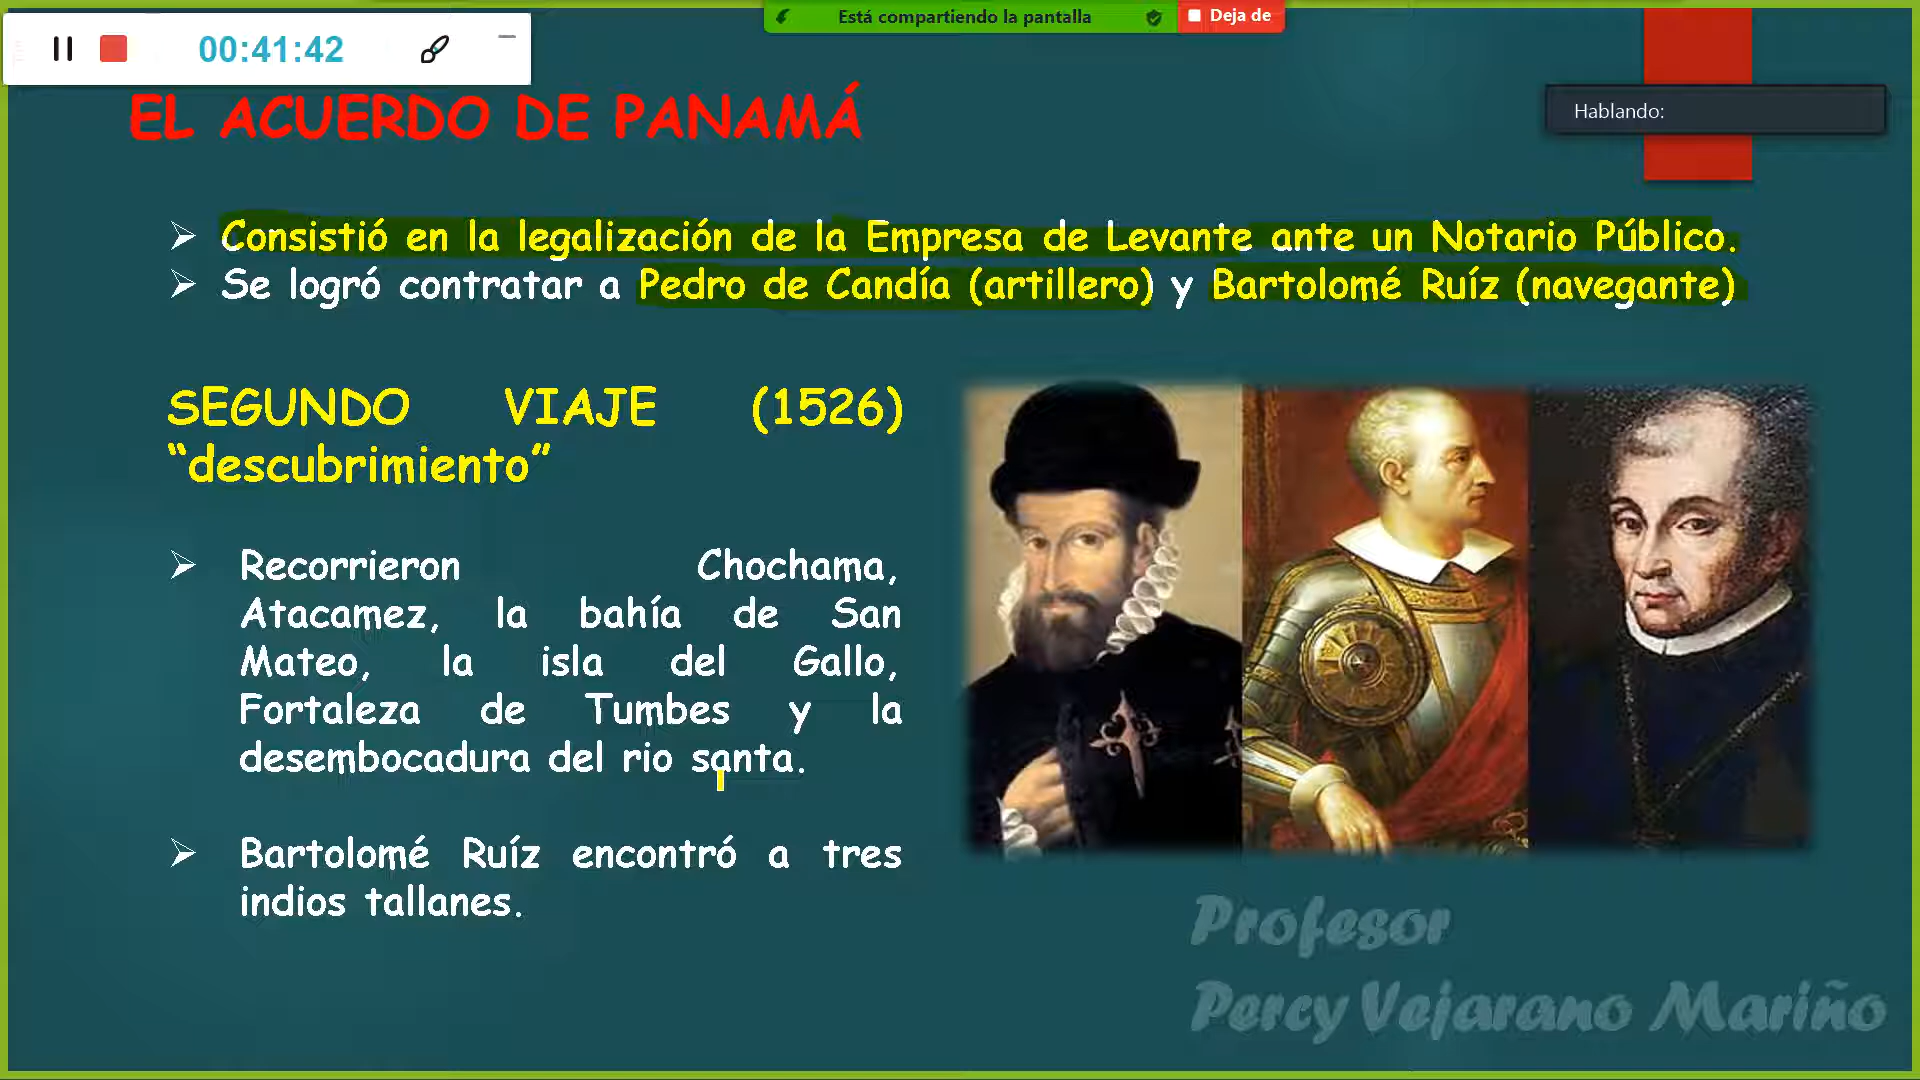 Está compartiendo la pantalla
Deja de
00:41:42
Hablando:
EL ACUERDO DE PANAMÁ
➢ Consistió en la legalización de la Empresa de Levante ante un Notario Público.
➢ Se logró contratar a Pedro de Candía (artillero) y Bartolomé Ruíz (navegante)
SEGUNDO VIAJE (1526)
“descubrimiento”
➢ Recorrieron Chochama,
Atacamez, la bahía de San
Mateo, la isla del Gallo,
Fortaleza de Tumbes y la
desembocadura del rio santa.
➢ Bartolomé Ruíz encontró a tres
indios tallanes.
Profesor
Percy Vejarano Mariño